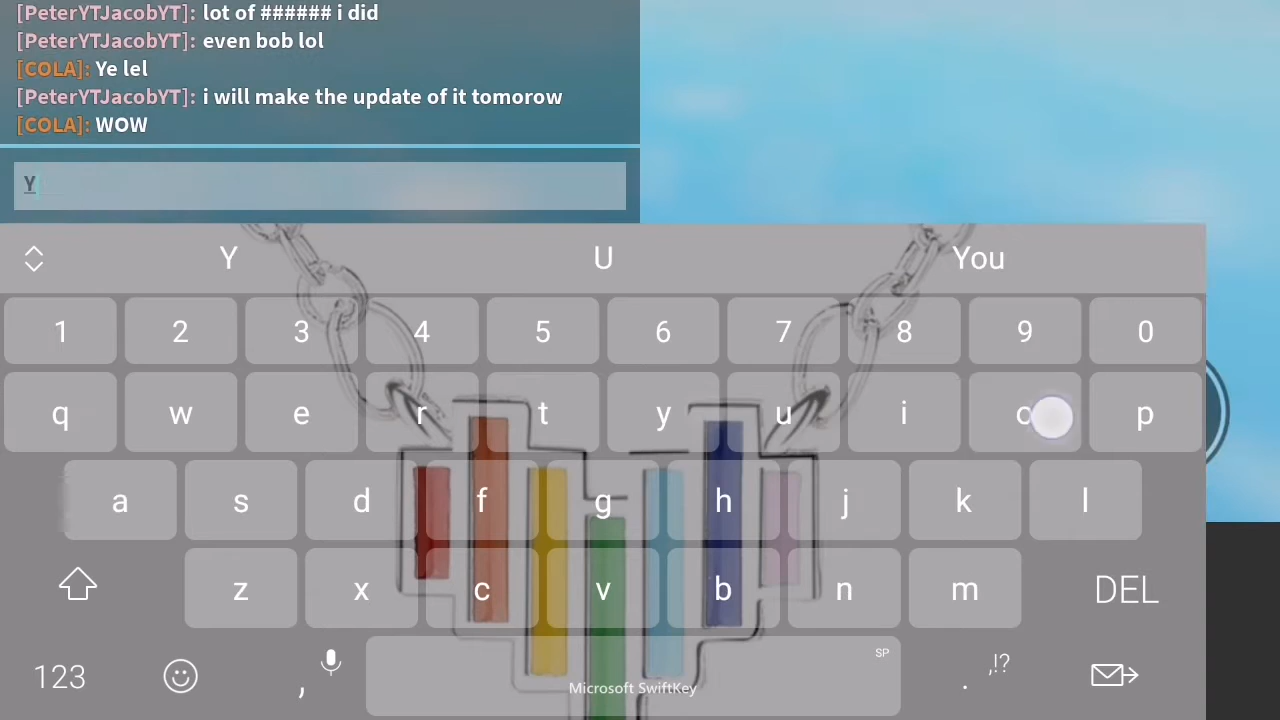 [PeterYTJacobYT]: lot of ###### i did
[PeterYTJacobYT]: even bob lol
[COLA]: Ye lel
[PeterYTJacobYT]: i will make the update of it tomorow
[COLA]: WOW
Y
Y U You
1 2 3 4 5 6 7 8 9 0
q w e r t y u i o p
a s d f g h j k l
z x c v b n m DEL
123 , SP . ,!?
Microsoft SwiftKey